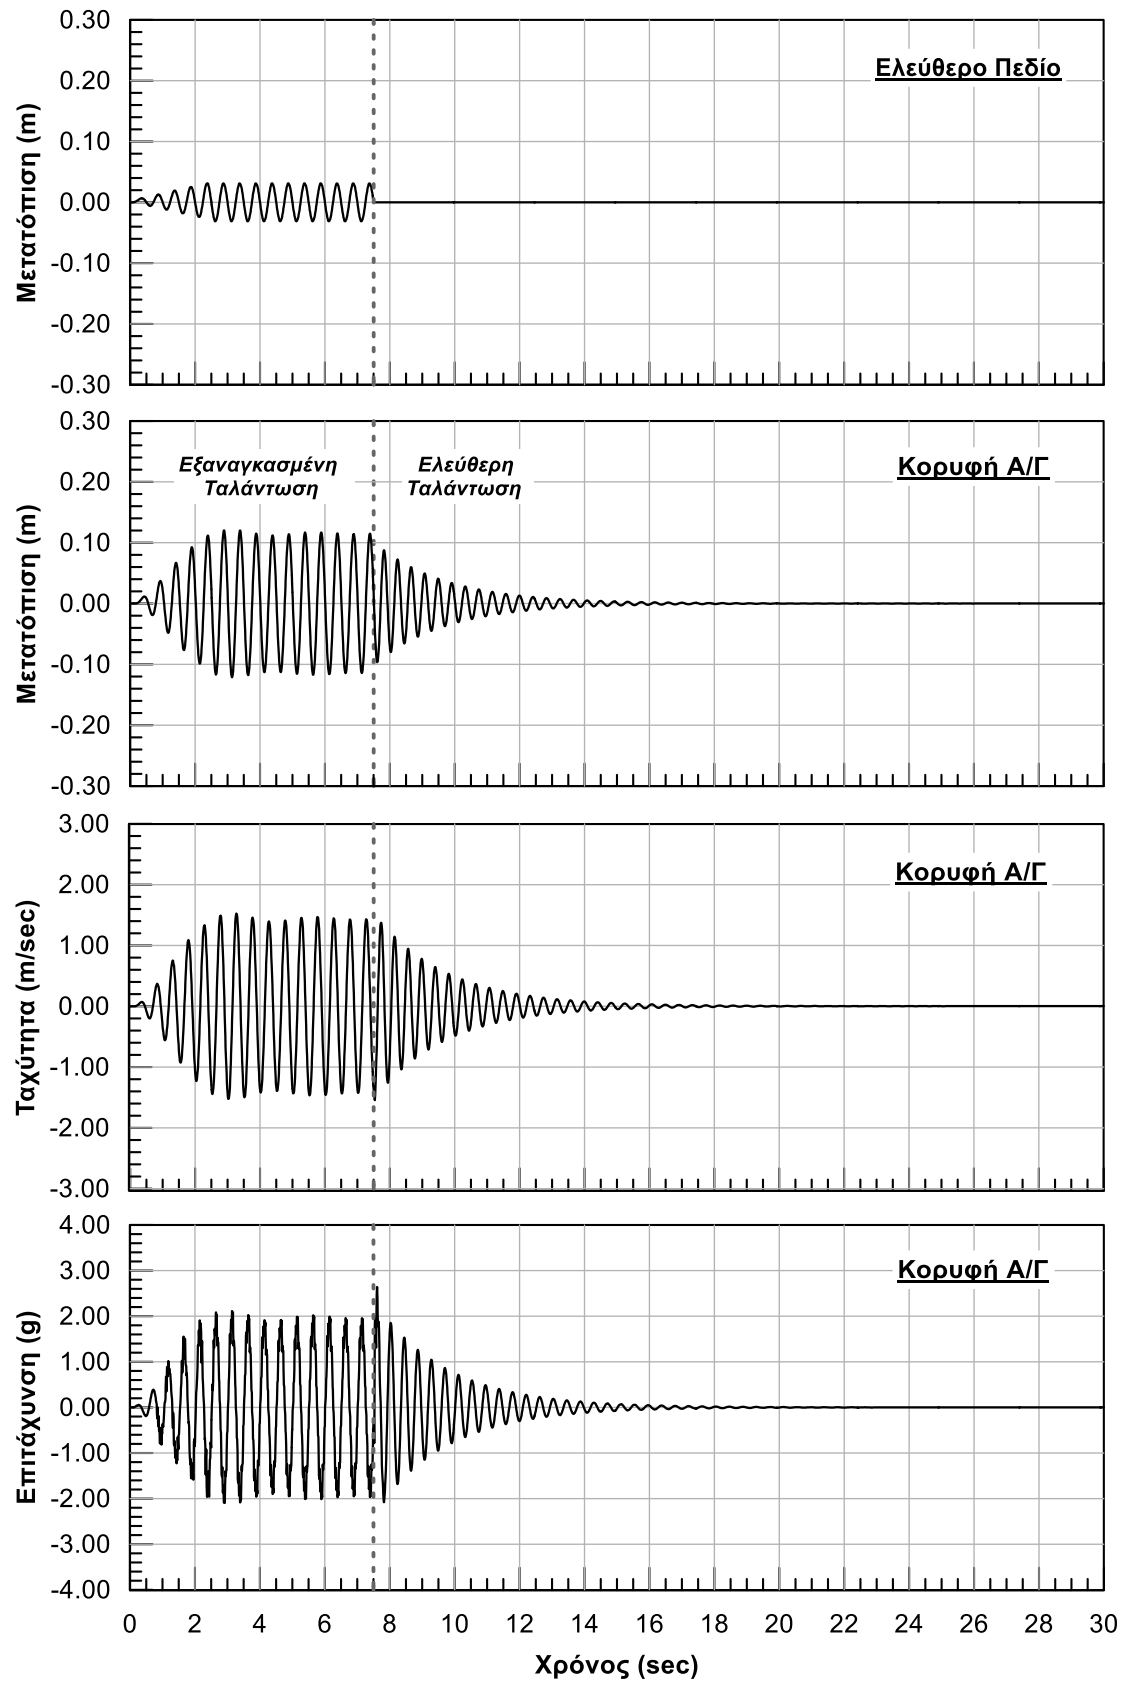 0.30
0.20
0.10
0.00
-0.10
-0.20
-0.30
Μετατόπιση (m)
Ελεύθερο Πεδίο
0.30
0.20
0.10
0.00
-0.10
-0.20
-0.30
Μετατόπιση (m)
Εξαναγκασμένη
Ταλάντωση
Ελεύθερη
Ταλάντωση
Κορυφή Α/Γ
3.00
2.00
1.00
0.00
-1.00
-2.00
-3.00
Ταχύτητα (m/sec)
Κορυφή Α/Γ
4.00
3.00
2.00
1.00
0.00
-1.00
-2.00
-3.00
-4.00
Επιτάχυνση (g)
Κορυφή Α/Γ
0 2 4 6 8 10 12 14 16 18 20 22 24 26 28 30
Χρόνος (sec)